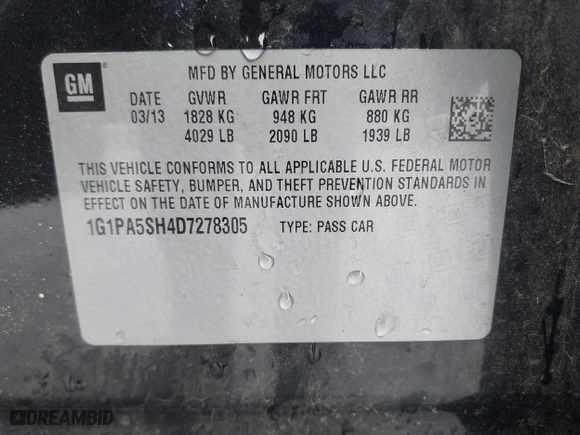 GM
MFD BY GENERAL MOTORS LLC
DATE GVWR GAWR FRT GAWR RR
03/13 1828 KG 948 KG 880 KG
4029 LB 2090 LB 1939 LB
THIS VEHICLE CONFORMS TO ALL APPLICABLE U.S. FEDERAL MOTOR
VEHICLE SAFETY, BUMPER, AND THEFT PREVENTION STANDARDS IN
EFFECT ON THE DATE OF MANUFACTURE SHOWN ABOVE.
1G1PA5SH4D7278305 TYPE: PASS CAR
DREAMBID